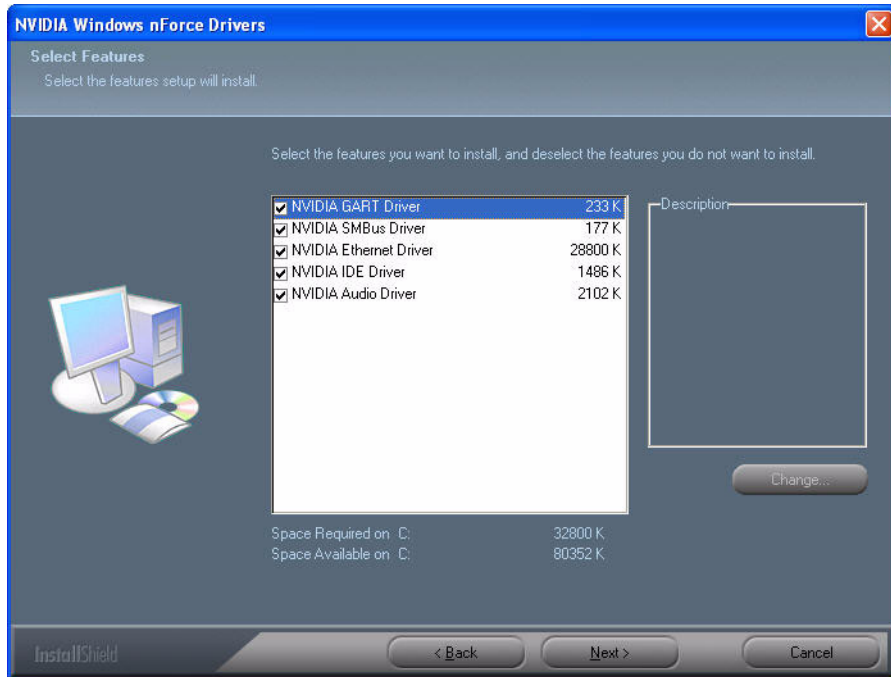 NVIDIA Windows nForce Drivers
Select Features
Select the features setup will install.
Select the features you want to install, and deselect the features you do not want to install.
NVIDIA GART Driver 233 K
NVIDIA SMBus Driver 177 K
NVIDIA Ethernet Driver 28800 K
NVIDIA IDE Driver 1486 K
NVIDIA Audio Driver 2102 K
Description
Change...
Space Required on C: 32800 K
Space Available on C: 80352 K
InstallShield
< Back Next > Cancel